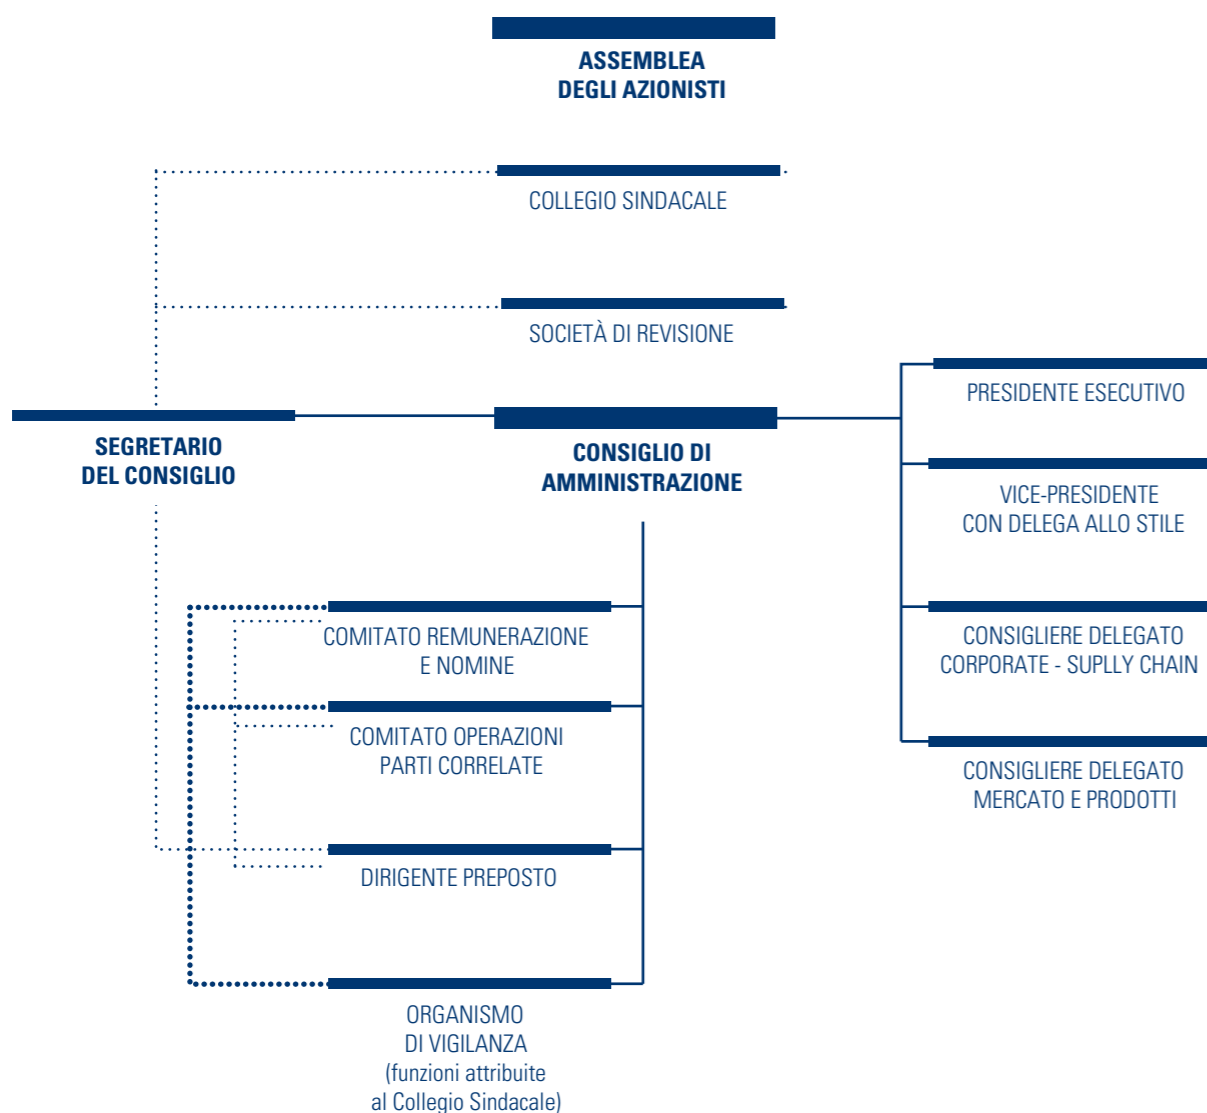 ASSEMBLEA
DEGLI AZIONISTI
COLLEGIO SINDACALE
SOCIETÀ DI REVISIONE
SEGRETARIO
DEL CONSIGLIO
CONSIGLIO DI
AMMINISTRAZIONE
PRESIDENTE ESECUTIVO
VICE-PRESIDENTE
CON DELEGA ALLO STILE
CONSIGLIERE DELEGATO
CORPORATE - SUPLLY CHAIN
CONSIGLIERE DELEGATO
MERCATO E PRODOTTI
COMITATO REMUNERAZIONE
E NOMINE
COMITATO OPERAZIONI
PARTI CORRELATE
DIRIGENTE PREPOSTO
ORGANISMO
DI VIGILANZA
(funzioni attribuite
al Collegio Sindacale)